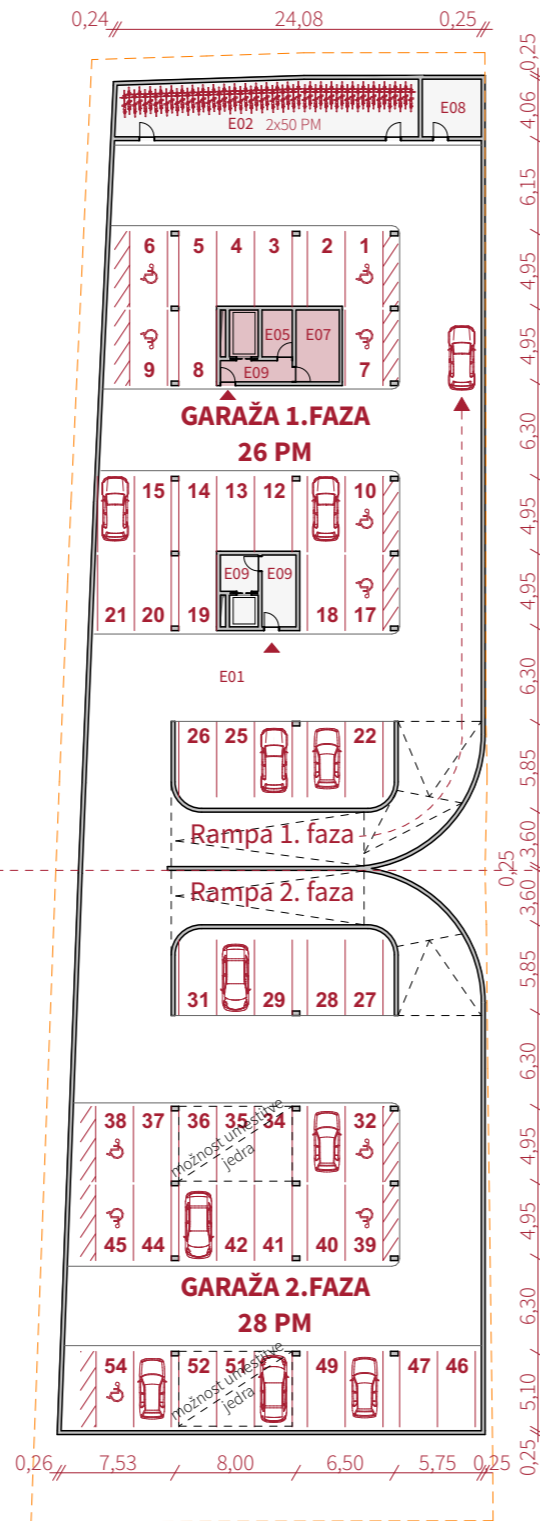 0,24 24,08 0,25
0,25
4,06
E02 2x50 PM
E08
6,15
6 5 4 3 2 1
4,95
E05 E07
4,95
E09
9 8 7
GARAŽA 1.FAZA
26 PM
6,30
15 14 13 12 10
4,95
E09 E09
4,95
21 20 19 18 17
E01
6,30
26 25 22
5,85
Rampa 1. faza
3,60
0,25
Rampa 2. faza
3,60
31 29 28 27
5,85
6,30
38 37 36 35 34 32
možnost umestitve
jedra
4,95
45 44 42 41 40 39
4,95
GARAŽA 2.FAZA
28 PM
6,30
54 52 51 49 47 46
možnost umestitve
jedra
5,10
0,25
0,26 7,53 8,00 6,50 5,75 0,25